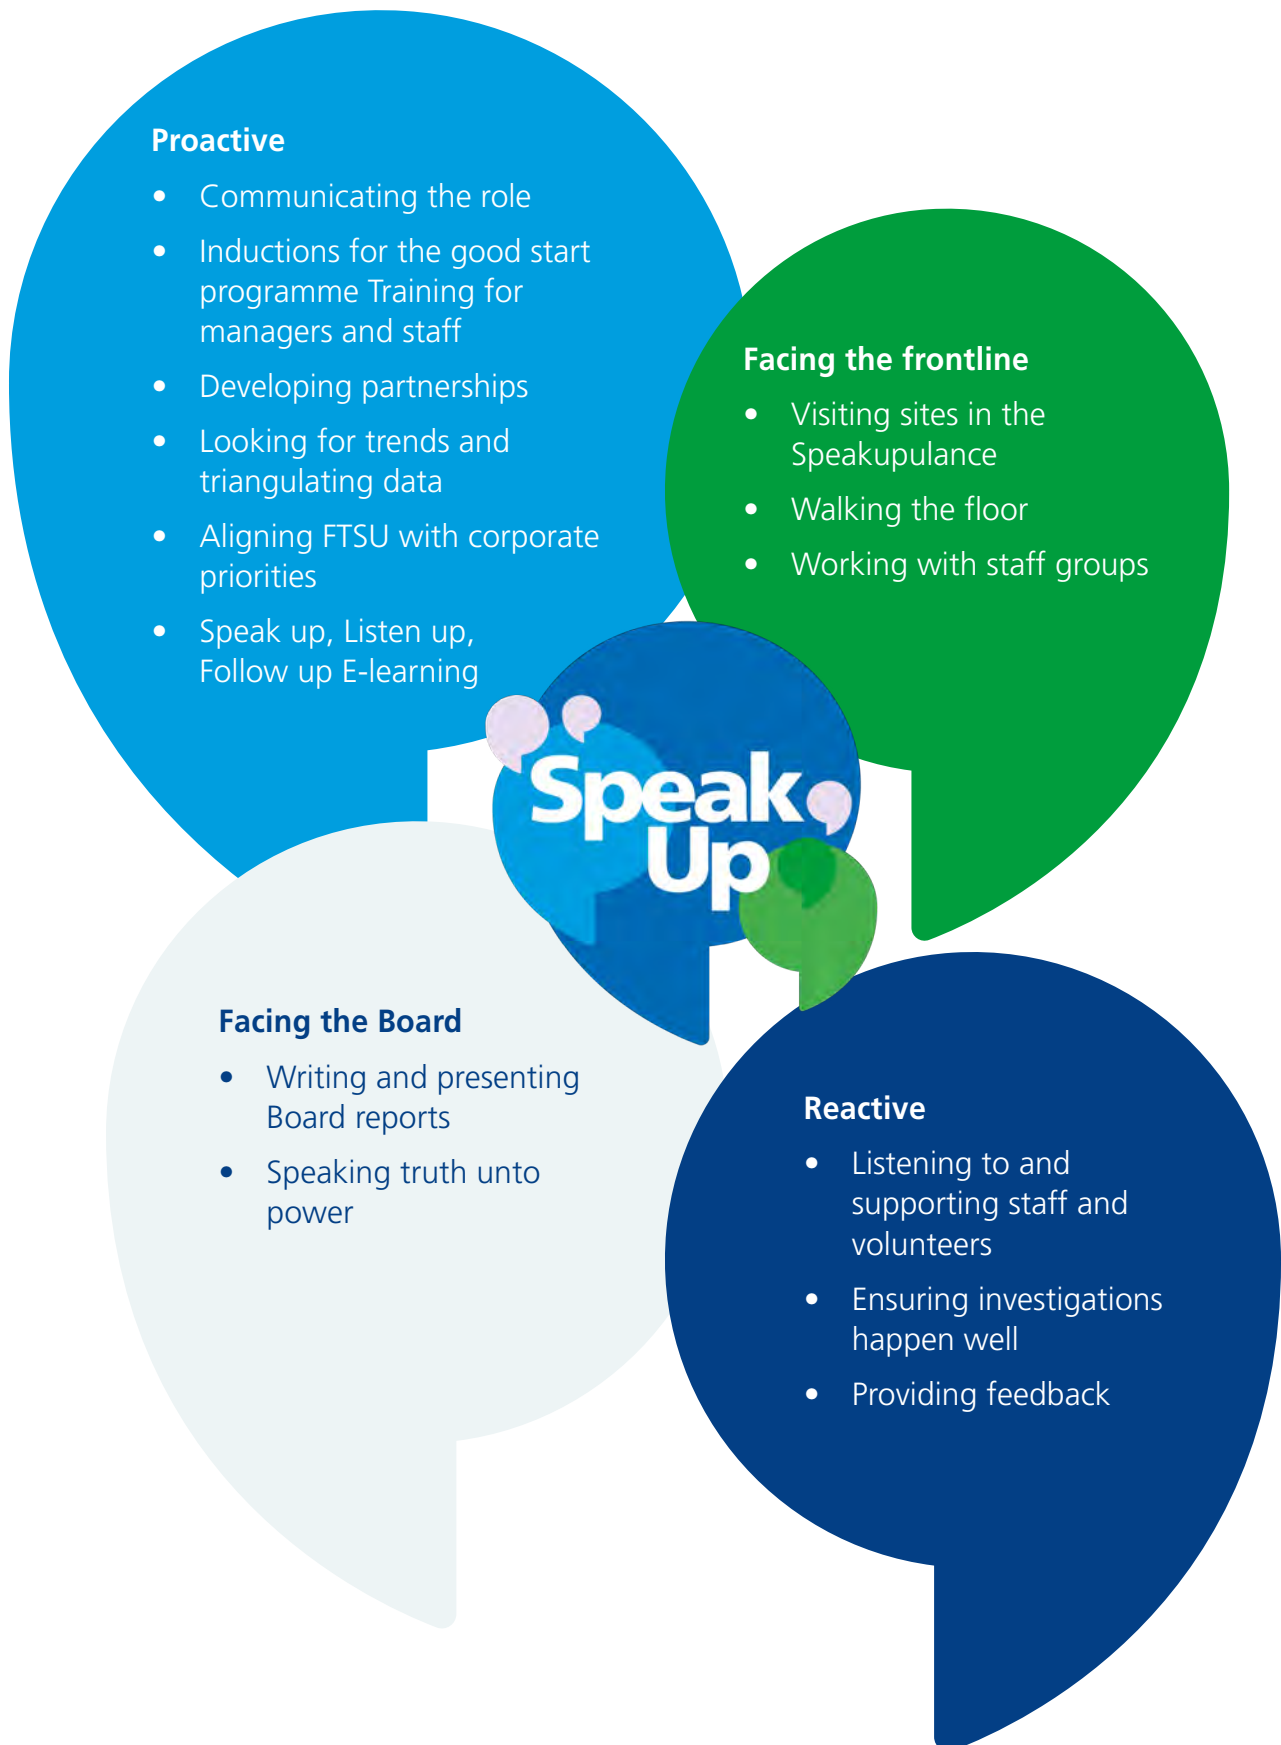 Proactive
• Communicating the role
• Inductions for the good start
programme Training for
managers and staff
• Developing partnerships
• Looking for trends and
triangulating data
• Aligning FTSU with corporate
priorities
• Speak up, Listen up,
Follow up E-learning
Facing the frontline
• Visiting sites in the
Speakupulance
• Walking the floor
• Working with staff groups
Speak
Up
Facing the Board
• Writing and presenting
Board reports
• Speaking truth unto
power
Reactive
• Listening to and
supporting staff and
volunteers
• Ensuring investigations
happen well
• Providing feedback